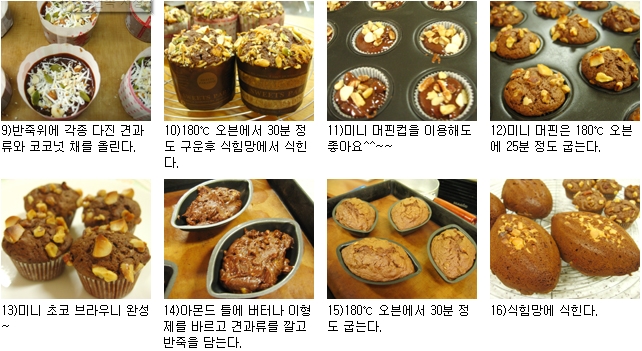 9)반죽위에 각종 다진 견과
류와 코코넛 채를 올린다.
10)180℃ 오븐에서 30분 정
도 구운후 식힘망에서 식힌
다.
11)미니 머핀컵을 이용해도
좋아요^^~~
12)미니 머핀은 180℃ 오븐
에 25분 정도 굽는다.
13)미니 초코 브라우니 완성
~
14)아몬드 틀에 버터나 이형
제를 바르고 견과류를 깔고
반죽을 담는다.
15)180℃ 오븐에서 30분 정
도 굽는다.
16)식힘망에 식힌다.